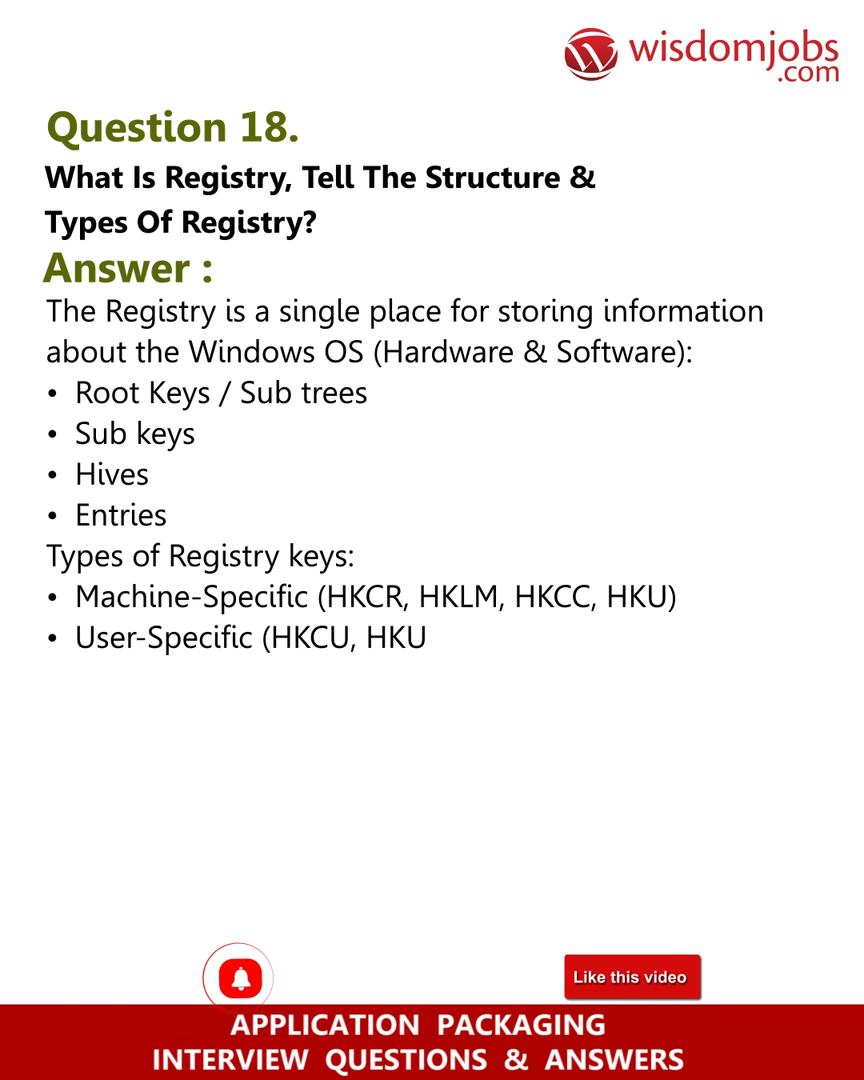 wisdomjobs
.com
Question 18.
What Is Registry, Tell The Structure &
Types Of Registry?
Answer :
The Registry is a single place for storing information
about the Windows OS (Hardware & Software):
• Root Keys / Sub trees
• Sub keys
• Hives
• Entries
Types of Registry keys:
• Machine-Specific (HKCR, HKLM, HKCC, HKU)
• User-Specific (HKCU, HKU
Like this video
APPLICATION PACKAGING
INTERVIEW QUESTIONS & ANSWERS